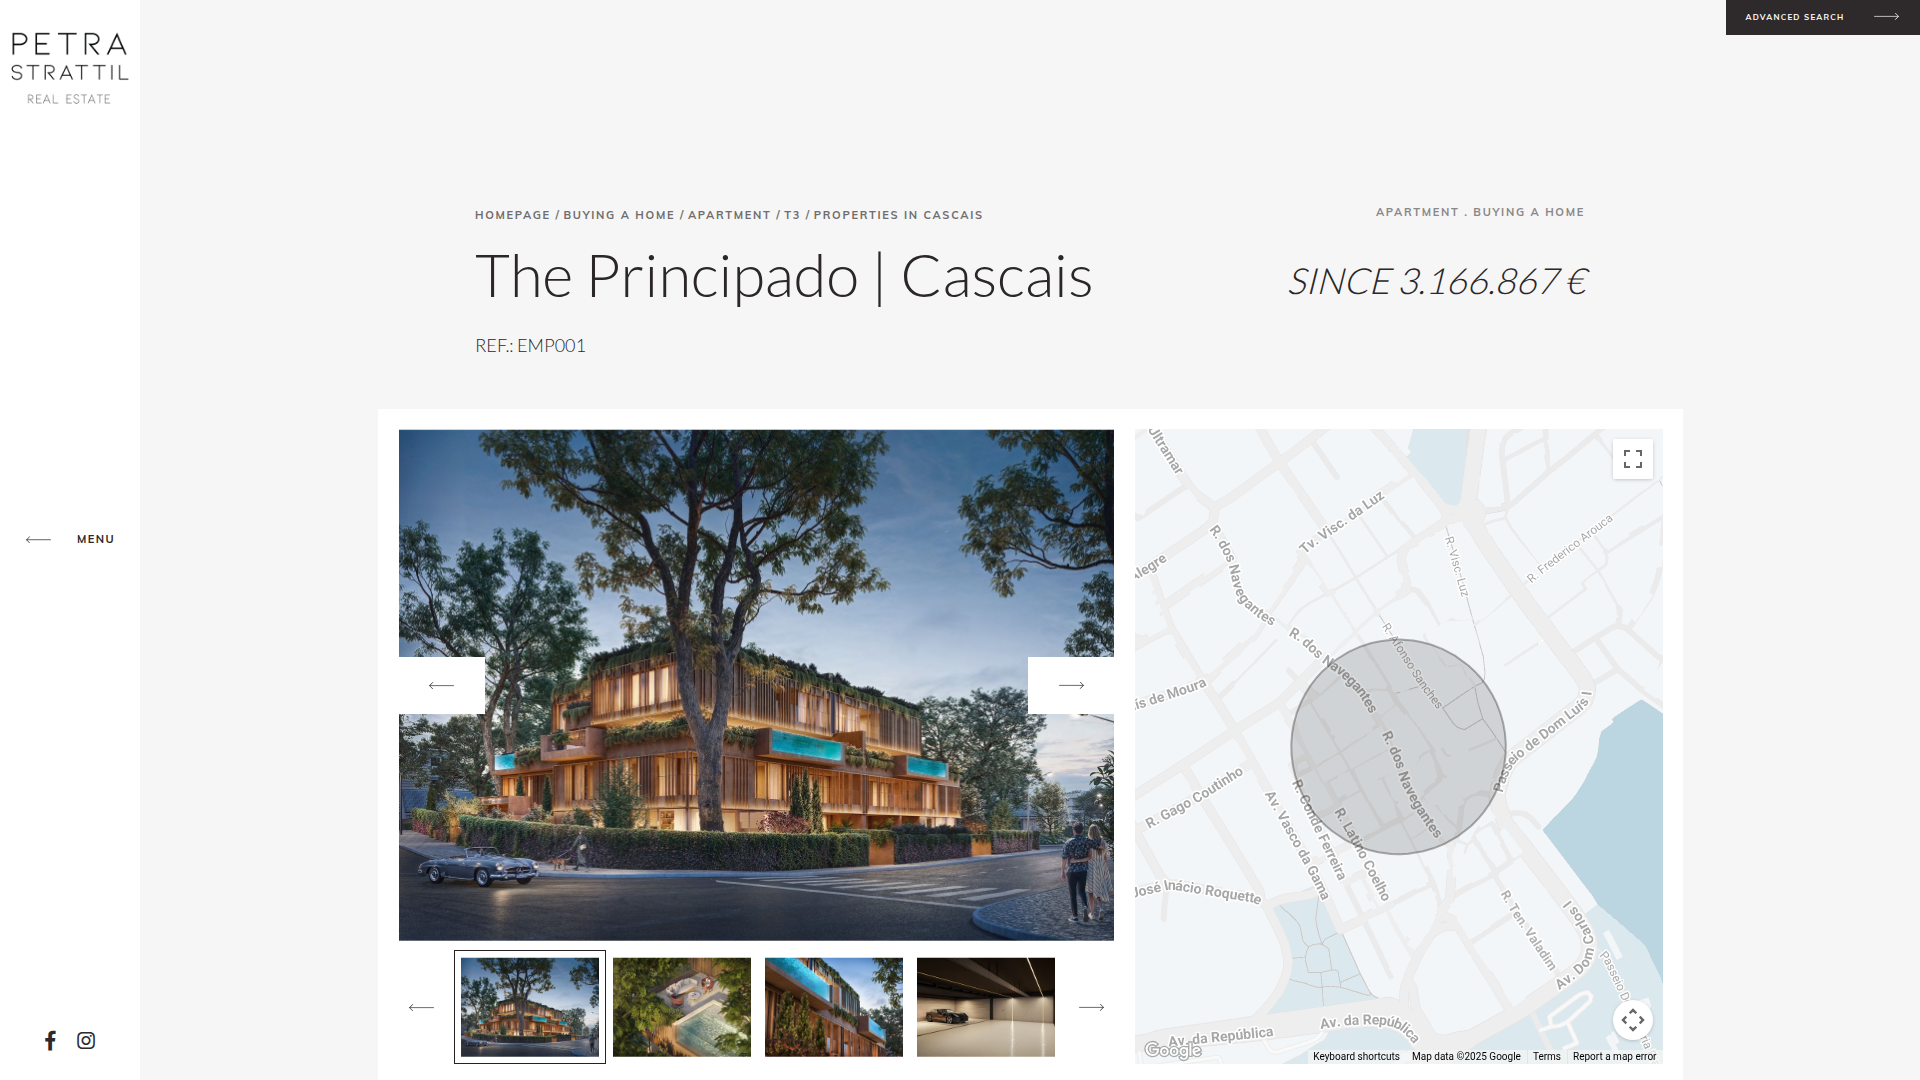 PETRA
STRATTIL
REAL ESTATE
ADVANCED SEARCH
HOMEPAGE / BUYING A HOME / APARTMENT / T3 / PROPERTIES IN CASCAIS
APARTMENT . BUYING A HOME
The Principado | Cascais
SINCE 3.166.867 €
REF.: EMP001
MENU
Ultramar
Tv. Visc. da Luz
R. dos Navegantes
R. Visc. Luz
R. Frederico Arouca
Alegre
R. dos Navegantes
R. Afonso Sanches
is de Moura
Passeio de Dom Luís I
R. dos Navegantes
R. Gago Coutinho
R. Conde Ferreira
Av. Vasco da Gama
R. Latino Coelho
José Inácio Roquette
R. Ten. Valadim
Av. Dom Carlos I
Passeio D
Av. da República
Av. da República
Google
Keyboard shortcuts
Map data ©2025 Google
Terms
Report a map error